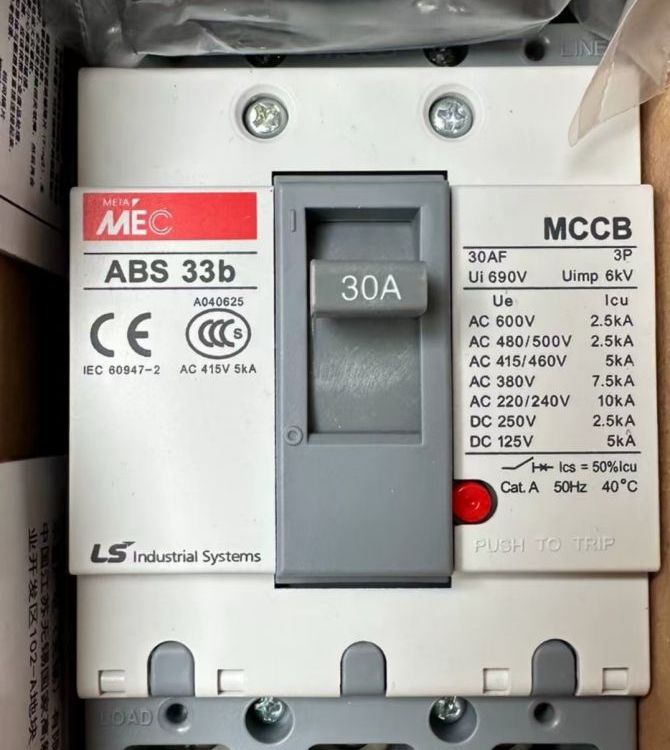 LINE
META
MEC
ABS 33b
A040625
CE
CCC S
IEC 60947-2 AC 415V 5kA
LS Industrial Systems
30A
MCCB
30AF 3P
Ui 690V Uimp 6kV
Ue Icu
AC 600V 2.5kA
AC 480/500V 2.5kA
AC 415/460V 5kA
AC 380V 7.5kA
AC 220/240V 10kA
DC 250V 2.5kA
DC 125V 5kA
Ics = 50%Icu
Cat.A 50Hz 40°C
PUSH TO TRIP
LOAD